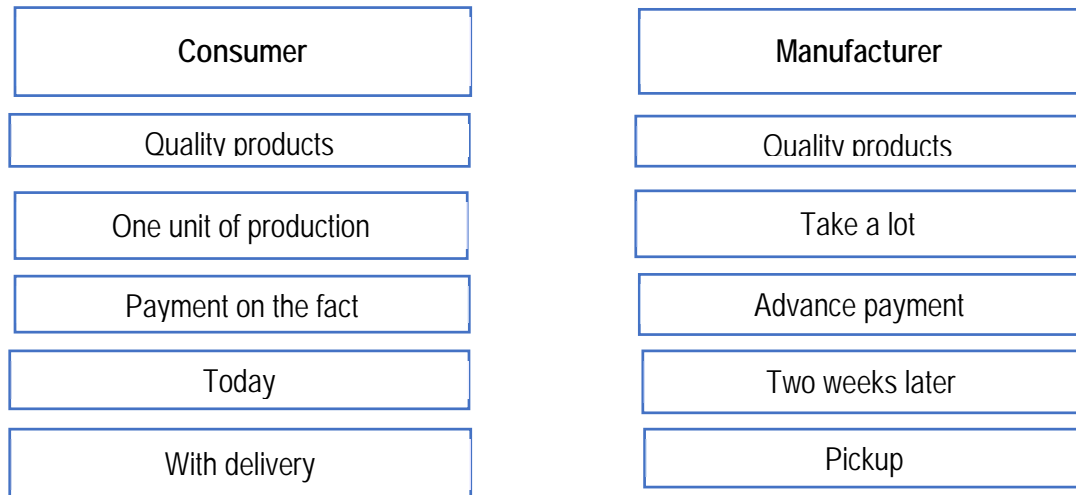 Consumer
Manufacturer
Quality products
Quality products
One unit of production
Take a lot
Payment on the fact
Advance payment
Today
Two weeks later
With delivery
Pickup